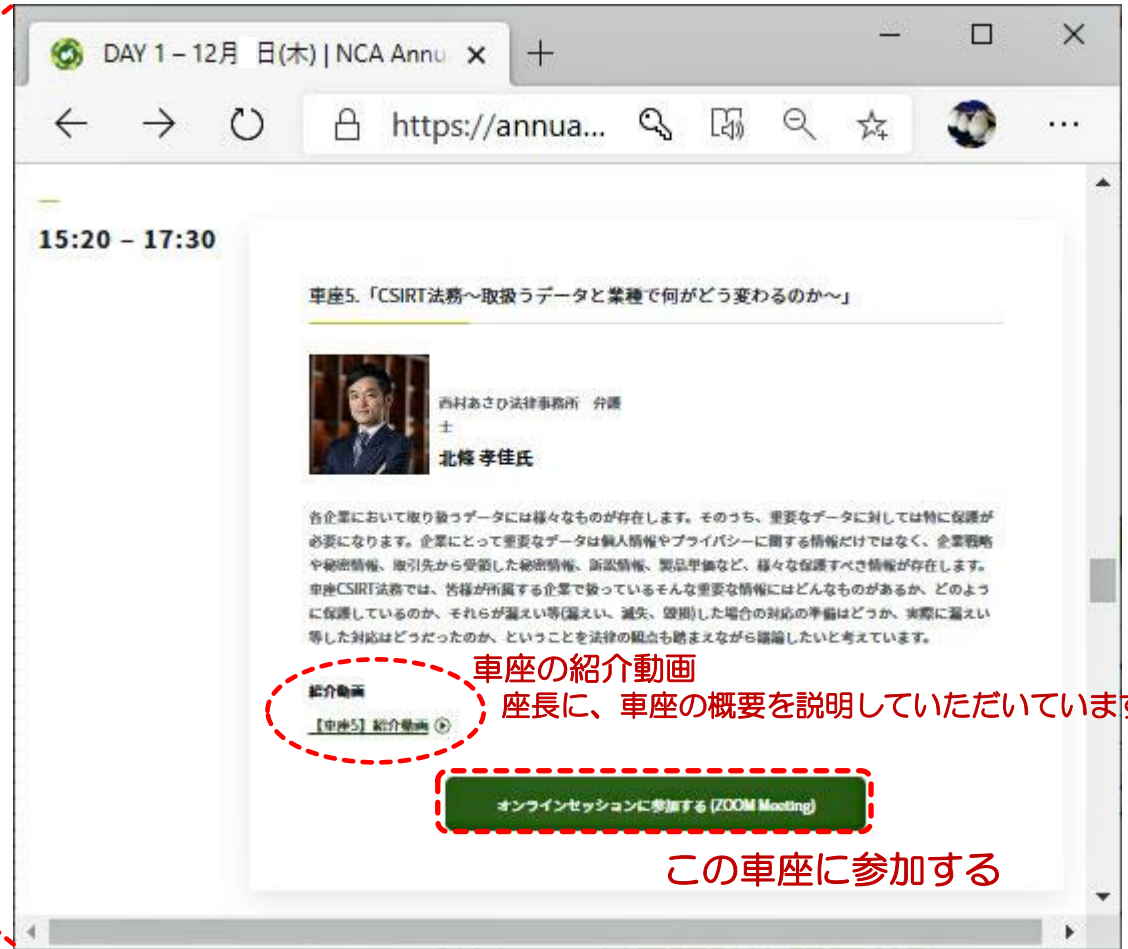 DAY 1 – 12月 日(木) | NCA Annu
https://annua...
15:20 – 17:30
車座5.「CSIRT法務～取扱うデータと業種で何がどう変わるのか～」
西村あさひ法律事務所 弁護
士
北條 孝佳氏
各企業において取り扱うデータには様々なものが存在します。そのうち、重要なデータに対しては特に保護が
必要になります。企業にとって重要なデータは個人情報やプライバシーに関する情報だけではなく、企業戦略
や秘密情報、取引先から受領した秘密情報、訴訟情報、製品単価など、様々な保護すべき情報が存在します。
車座CSIRT法務では、皆様が所属する企業で扱っているそんな重要な情報にはどんなものがあるか、どのよう
に保護しているのか、それらが漏えい等(漏えい、滅失、毀損)した場合の対応の準備はどうか、実際に漏えい
等した対応はどうだったのか、ということを法律の観点も踏まえながら議論したいと考えています。
車座の紹介動画
紹介動画
座長に、車座の概要を説明していただいています
【車座5】紹介動画
オンラインセッションに参加する (ZOOM Meeting)
この車座に参加する